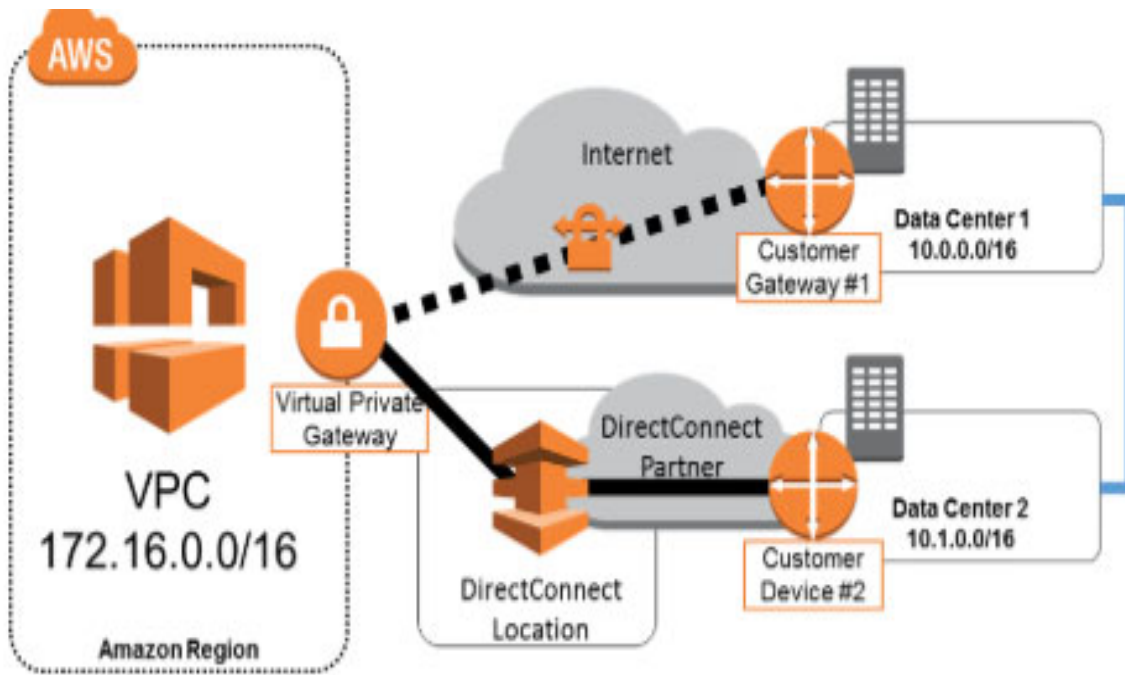 AWS
Internet
Data Center 1
10.0.0.0/16
Customer
Gateway #1
Virtual Private
Gateway
DirectConnect
Partner
VPC
172.16.0.0/16
Data Center 2
10.1.0.0/16
Customer
Device #2
DirectConnect
Location
Amazon Region